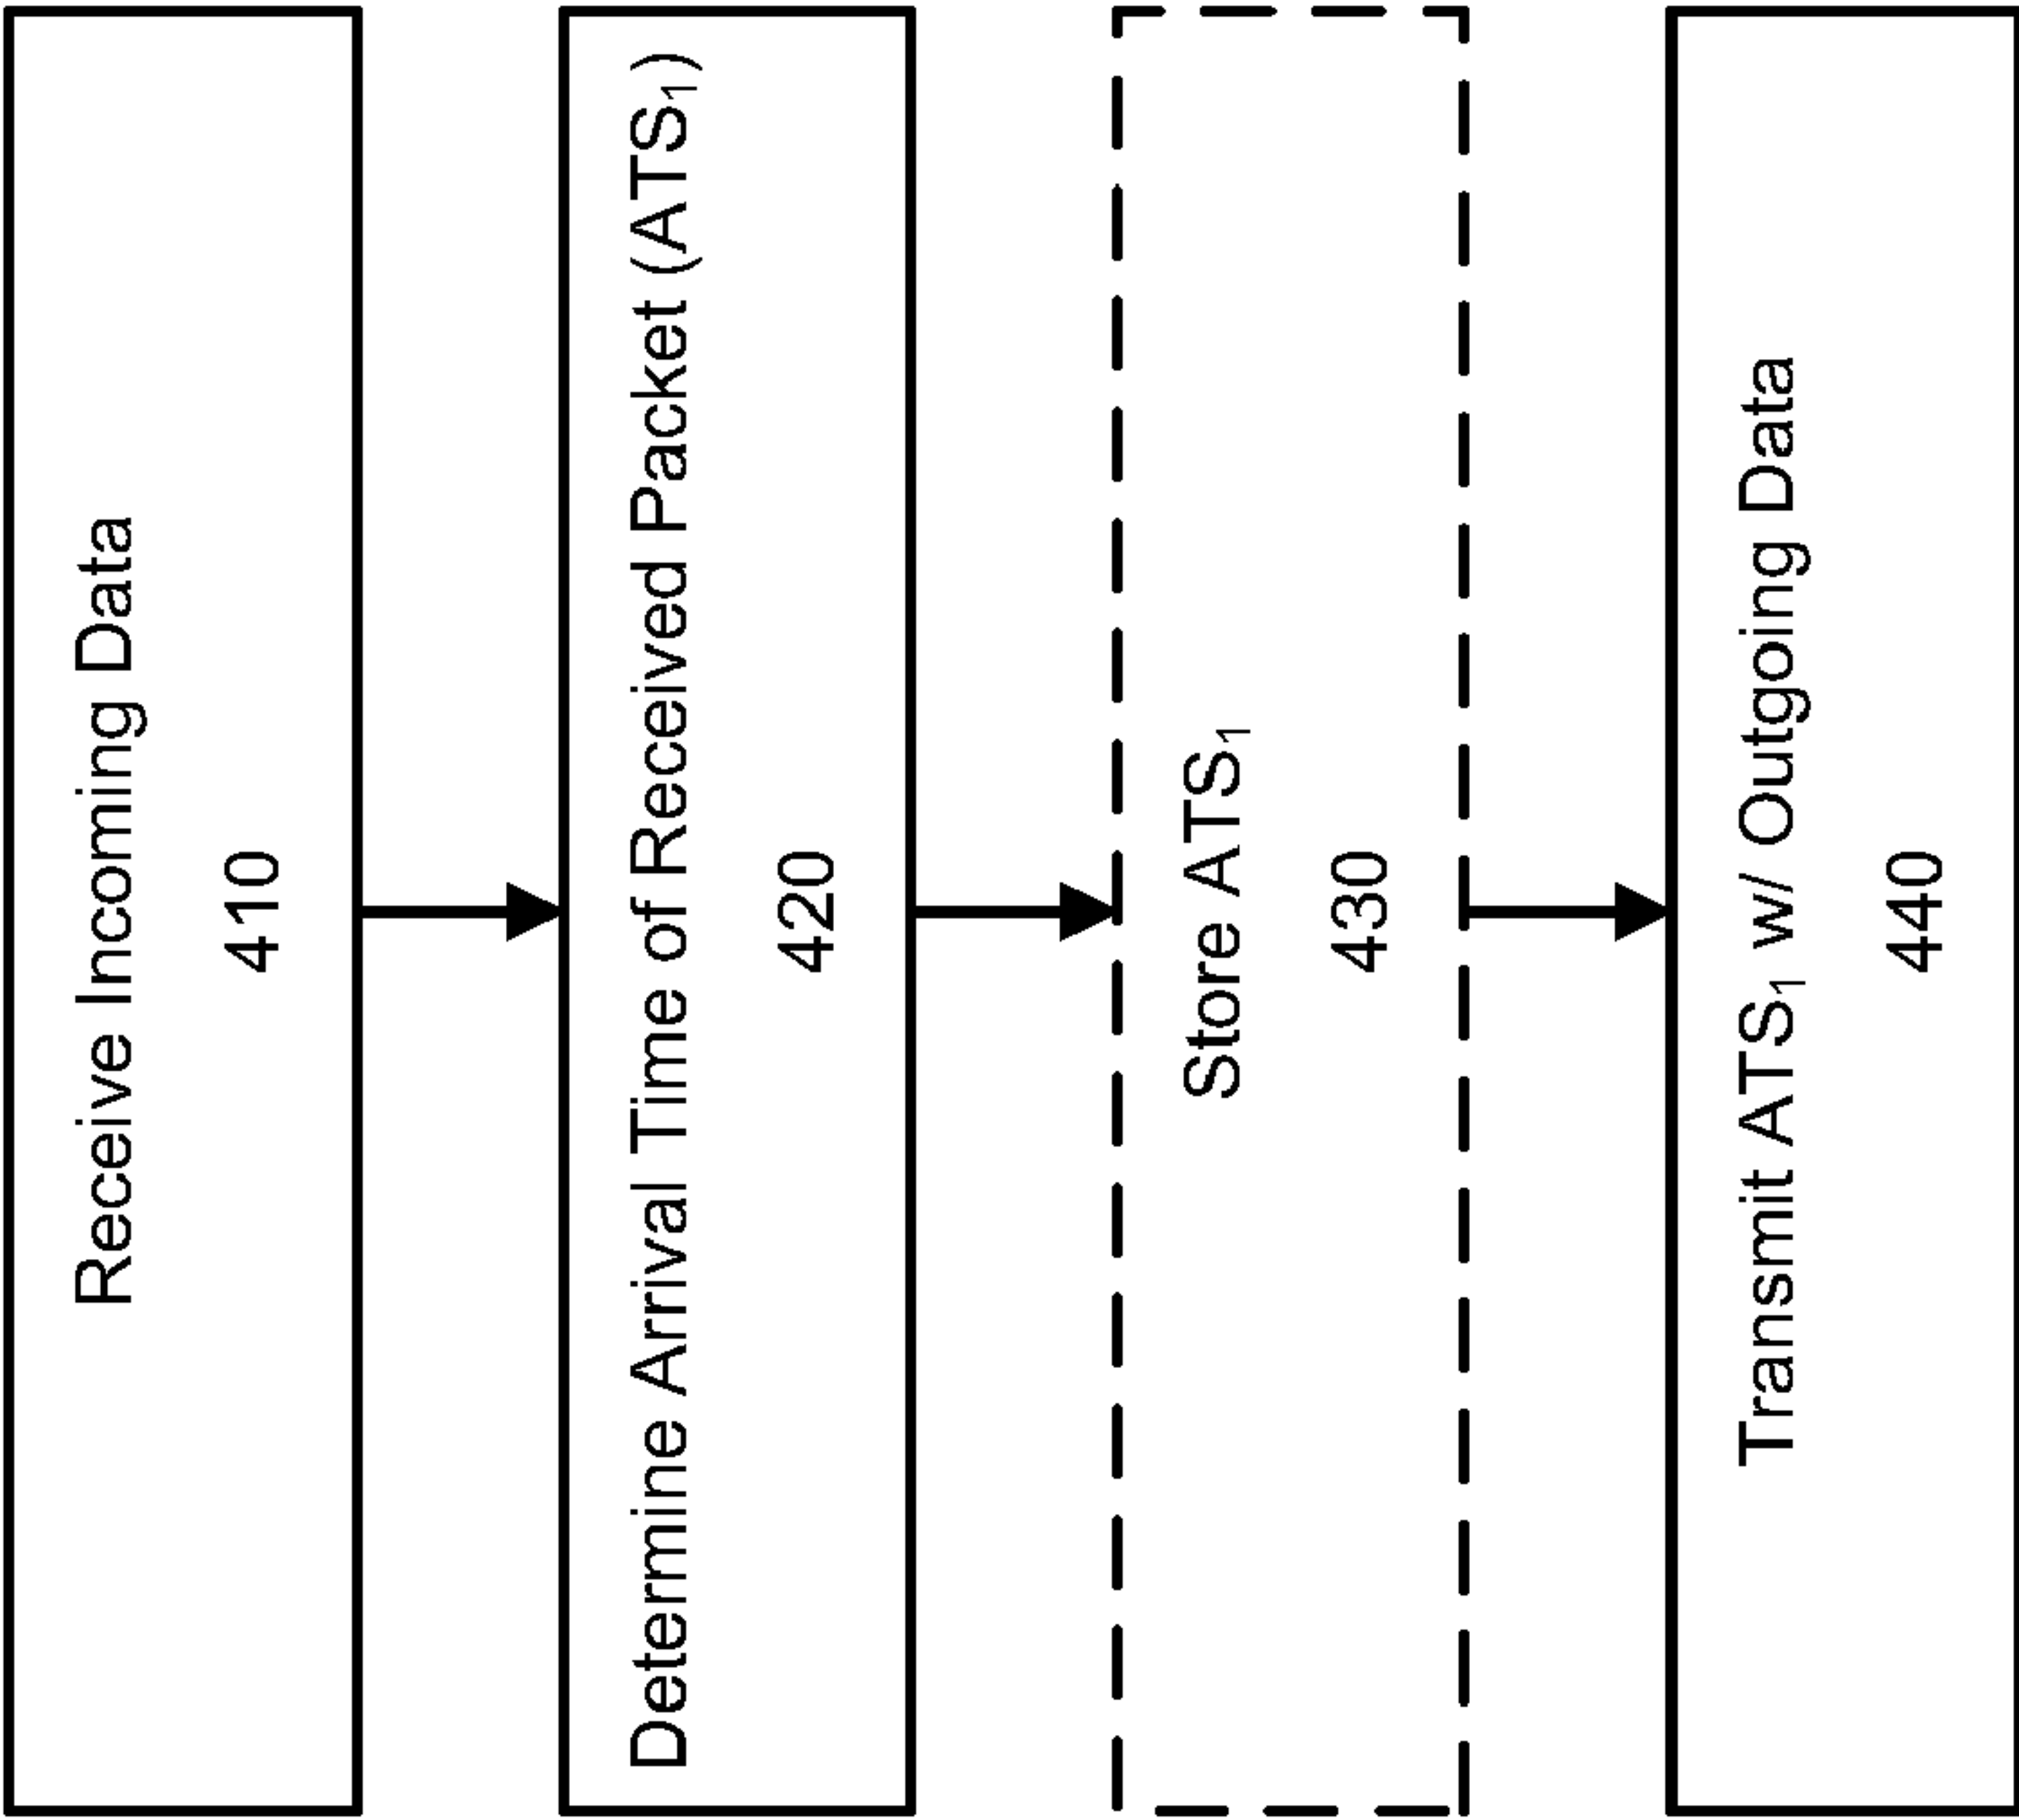 Receive Incoming Data
410
Determine Arrival Time of Received Packet (ATS₁)
420
Store ATS₁
430
Transmit ATS₁ w/ Outgoing Data
440